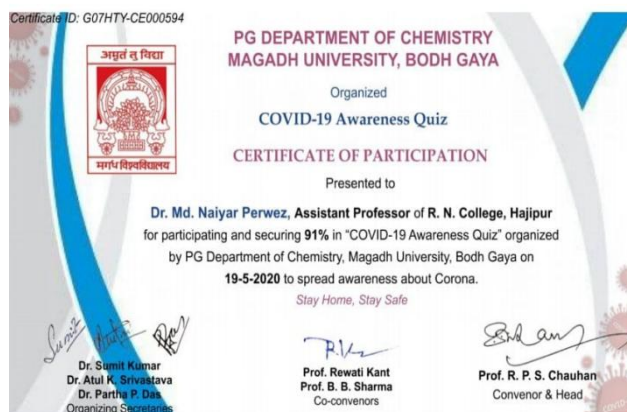 Certificate ID: G07HTY-CE000594
अमृतं तु विद्या
मगध विश्वविद्यालय
PG DEPARTMENT OF CHEMISTRY
MAGADH UNIVERSITY, BODH GAYA
Organized
COVID-19 Awareness Quiz
CERTIFICATE OF PARTICIPATION
Presented to
Dr. Md. Naiyar Perwez, Assistant Professor of R. N. College, Hajipur
for participating and securing 91% in “COVID-19 Awareness Quiz” organized
by PG Department of Chemistry, Magadh University, Bodh Gaya on
19-5-2020 to spread awareness about Corona.
Stay Home, Stay Safe
Sumit
Dr. Sumit Kumar
Dr. Atul K. Srivastava
Dr. Partha P. Das
Organizing Secretaries
Prof. Rewati Kant
Prof. B. B. Sharma
Co-convenors
Prof. R. P. S. Chauhan
Convenor & Head